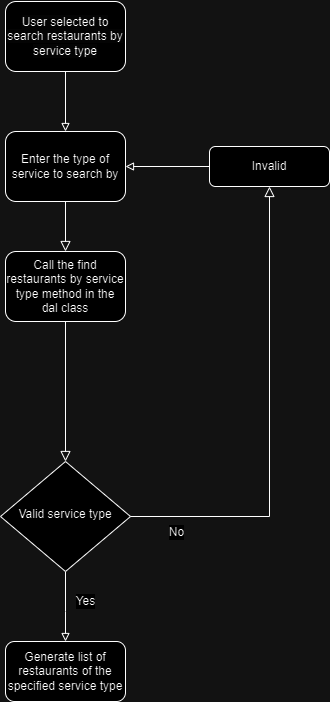 User selected to
search restaurants by
service type
Enter the type of
service to search by
Invalid
Call the find
restaurants by service
type method in the
dal class
Valid service type
No
Yes
Generate list of
restaurants of the
specified service type